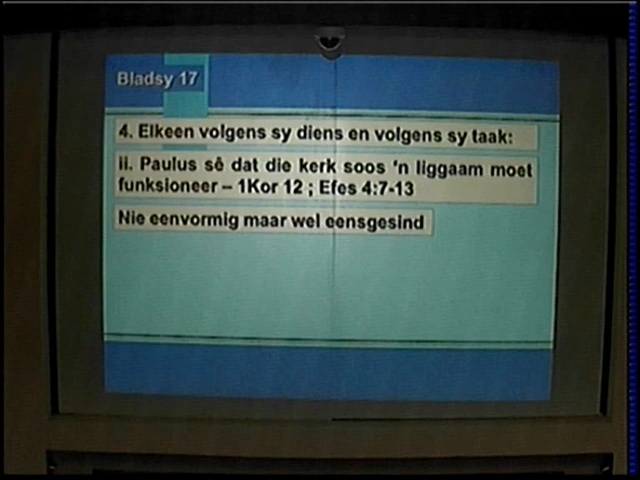 Bladsy 17
4. Elkeen volgens sy diens en volgens sy taak:
ii. Paulus sê dat die kerk soos 'n liggaam moet
funksioneer – 1Kor 12 ; Efes 4:7-13
Nie eenvormig maar wel eensgesind